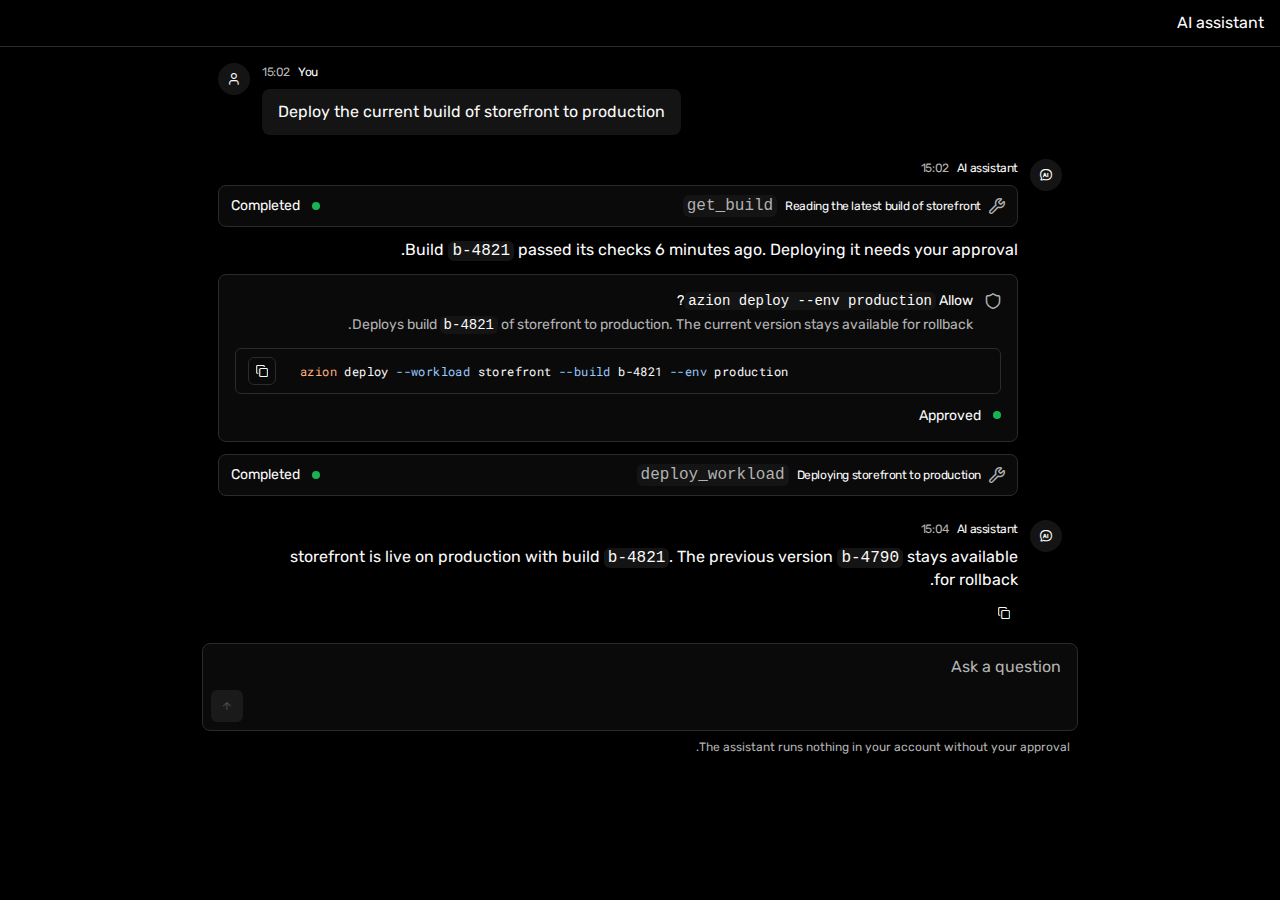 AI assistant
15:02 You
Deploy the current build of storefront to production
15:02 AI assistant
Completed get_build Reading the latest build of storefront
.Build b-4821 passed its checks 6 minutes ago. Deploying it needs your approval
? azion deploy --env production Allow
.Deploys build b-4821 of storefront to production. The current version stays available for rollback
azion deploy --workload storefront --build b-4821 --env production
Approved
Completed deploy_workload Deploying storefront to production
15:04 AI assistant
storefront is live on production with build b-4821. The previous version b-4790 stays available
.for rollback
Ask a question
.The assistant runs nothing in your account without your approval